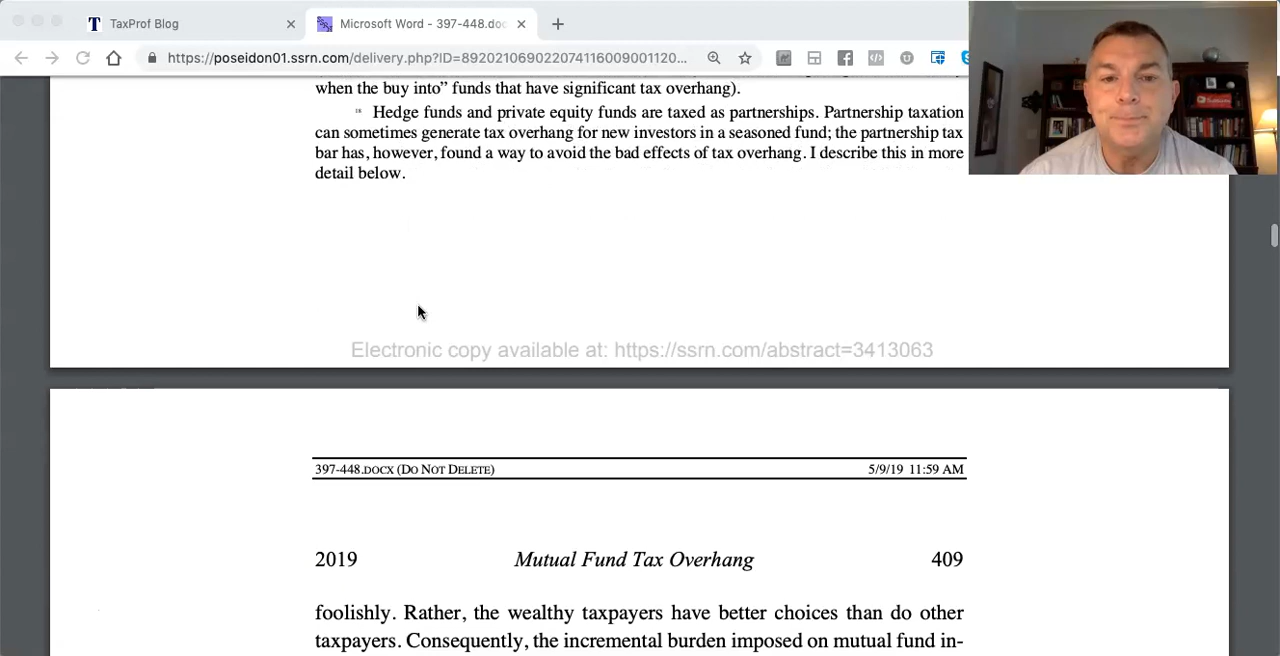 TaxProf Blog
Microsoft Word - 397-448.doc
https://poseidon01.ssrn.com/delivery.php?ID=892021069022074116009001120...
when the buy into” funds that have significant tax overhang).
Hedge funds and private equity funds are taxed as partnerships. Partnership taxation
can sometimes generate tax overhang for new investors in a seasoned fund; the partnership tax
bar has, however, found a way to avoid the bad effects of tax overhang. I describe this in more
detail below.
Electronic copy available at: https://ssrn.com/abstract=3413063
397-448.DOCX (DO NOT DELETE) 5/9/19 11:59 AM
2019 Mutual Fund Tax Overhang 409
foolishly. Rather, the wealthy taxpayers have better choices than do other
taxpayers. Consequently, the incremental burden imposed on mutual fund in-